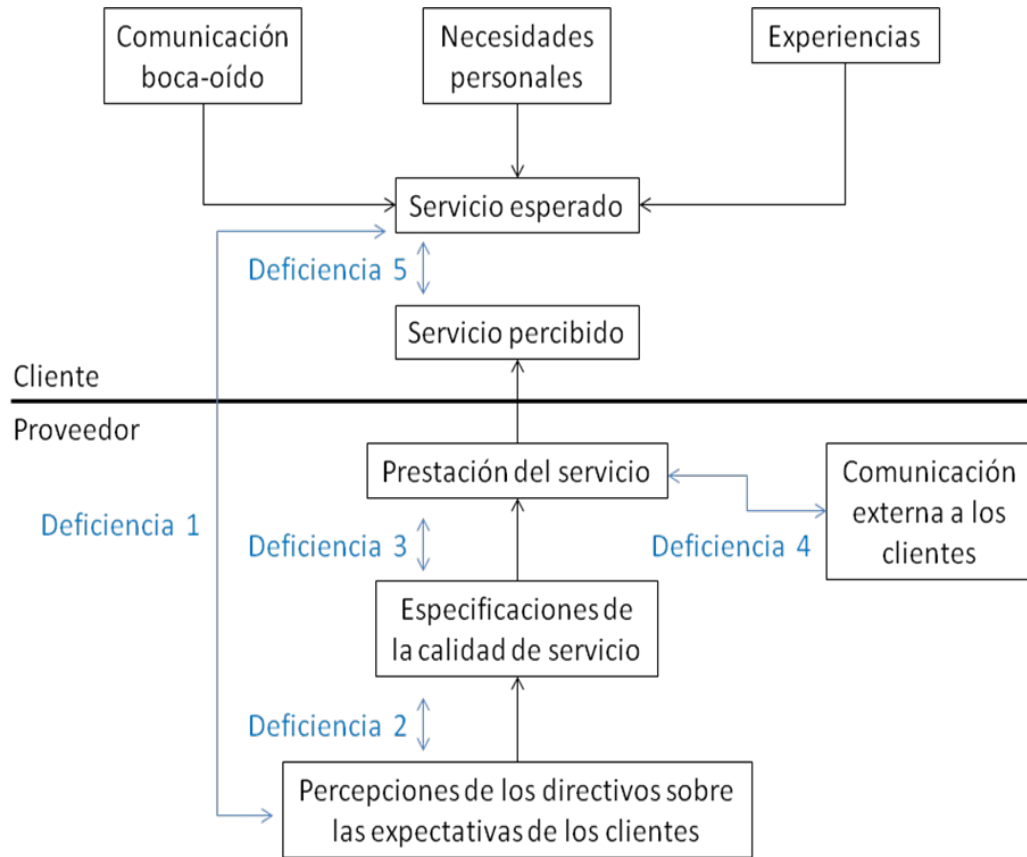 Comunicación
boca-oído
Necesidades
personales
Experiencias
Servicio esperado
Deficiencia 5
Servicio percibido
Cliente
Proveedor
Prestación del servicio
Comunicación
externa a los
clientes
Deficiencia 1
Deficiencia 3
Deficiencia 4
Especificaciones de
la calidad de servicio
Deficiencia 2
Percepciones de los directivos sobre
las expectativas de los clientes